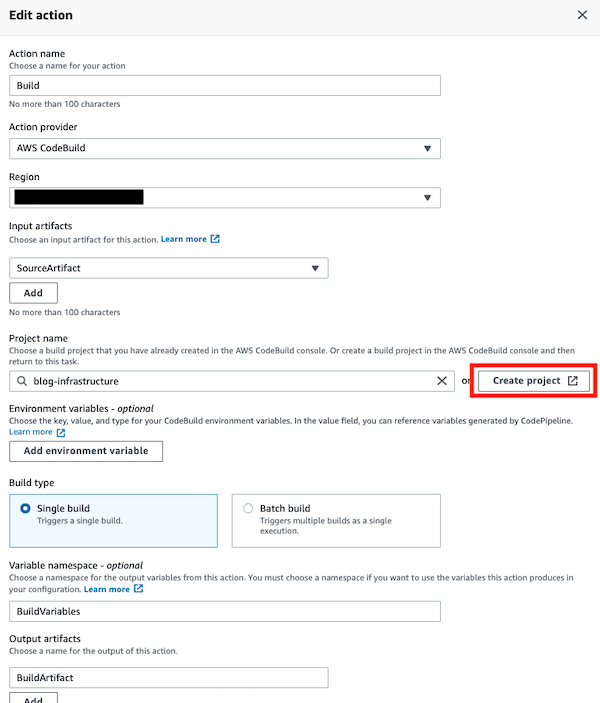 Edit action
Action name
Choose a name for your action
Build
No more than 100 characters
Action provider
AWS CodeBuild
Region
Input artifacts
Choose an input artifact for this action. Learn more
SourceArtifact
Add
No more than 100 characters
Project name
Choose a build project that you have already created in the AWS CodeBuild console. Or create a build project in the AWS CodeBuild console and then
return to this task.
blog-infrastructure
or
Create project
Environment variables - optional
Choose the key, value, and type for your CodeBuild environment variables. In the value field, you can reference variables generated by CodePipeline.
Learn more
Add environment variable
Build type
Single build
Triggers a single build.
Batch build
Triggers multiple builds as a single
execution.
Variable namespace - optional
Choose a namespace for the output variables from this action. You must choose a namespace if you want to use the variables this action produces in
your configuration. Learn more
BuildVariables
Output artifacts
Choose a name for the output of this action.
BuildArtifact
Add